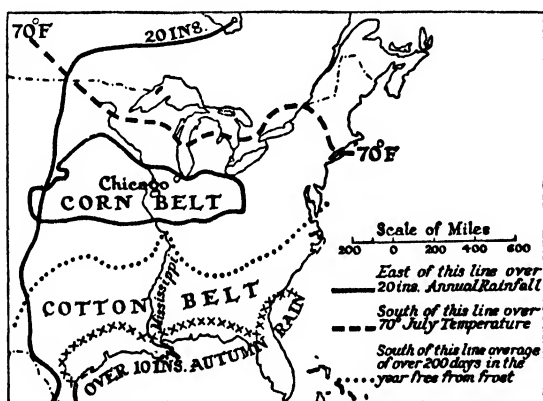 70°F
20 INS.
Chicago
CORN BELT
70°F
Scale of Miles
200 0 200 400 600
East of this line over
20 ins. Annual Rainfall
South of this line over
70° July Temperature
South of this line average
of over 200 days in the
year free from frost
Mississippi
COTTON BELT
OVER 10 INS. AUTUMN RAIN